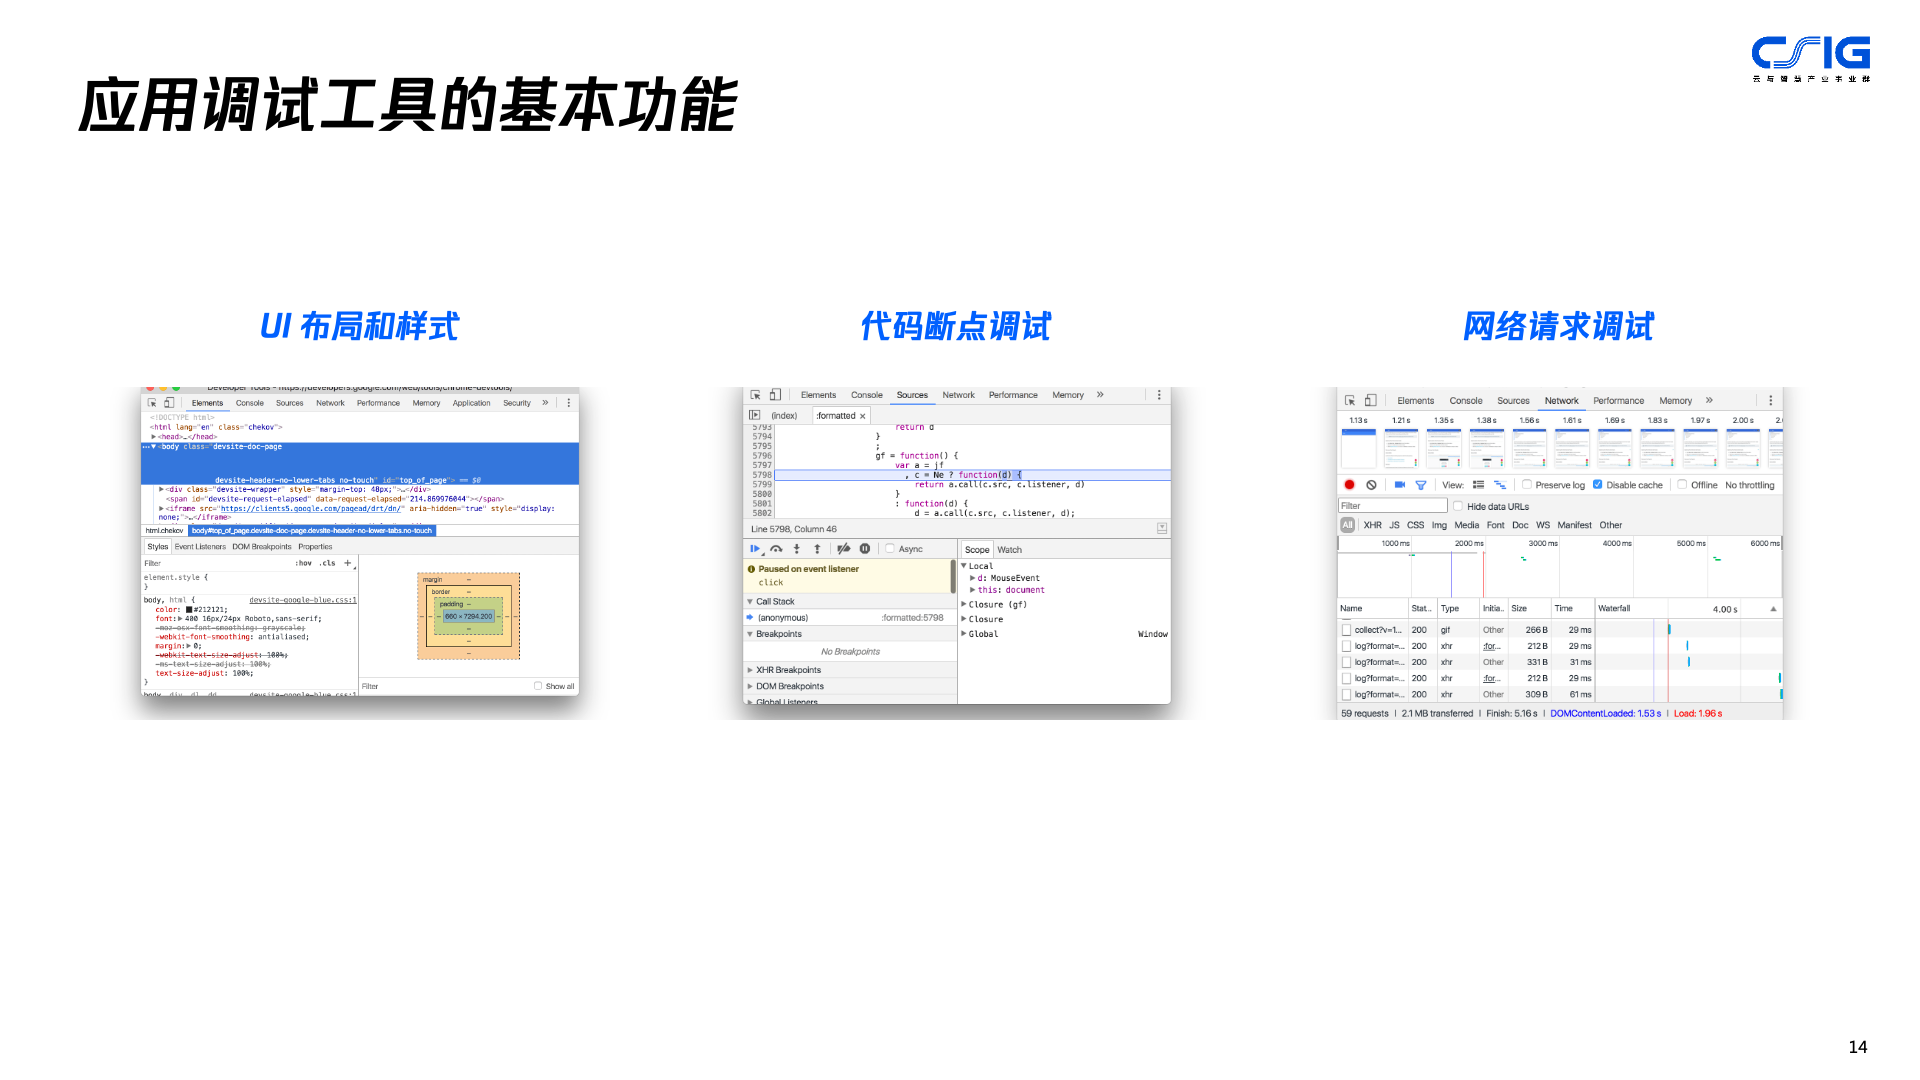 CSIG
云与智慧产业事业群
应用调试工具的基本功能
UI 布局和样式
Developer Tools - https://developers.google.com/web/tools/chrome-devtools/
Elements Console Sources Network Performance Memory Application Security »
<!DOCTYPE html>
<html lang="en" class="chekov">
▶<head>…</head>
···▼<body class="devsite-doc-page
devsite-header-no-lower-tabs no-touch" id="top_of_page"> == $0
▶<div class="devsite-wrapper" style="margin-top: 48px;">…</div>
<span id="devsite-request-elapsed" data-request-elapsed="214.869976044"></span>
▶<iframe src="https://clients5.google.com/pagead/drt/dn/" aria-hidden="true" style="display:
none;">…</iframe>
html.chekov body#top_of_page.devsite-doc-page.devsite-header-no-lower-tabs.no-touch
Styles Event Listeners DOM Breakpoints Properties
Filter :hov .cls +
element.style {
}
body, html { devsite-google-blue.css:1
color: #212121;
font:▶ 400 16px/24px Roboto,sans-serif;
-moz-osx-font-smoothing: grayscale;
-webkit-font-smoothing: antialiased;
margin:▶ 0;
-webkit-text-size-adjust: 100%;
-ms-text-size-adjust: 100%;
text-size-adjust: 100%;
}
body, div, dl, dd, devsite-google-blue.css:1
margin –
border –
padding –
660 × 7294.200
Filter Show all
代码断点调试
Elements Console Sources Network Performance Memory »
(index) :formatted ×
5793 return d
5794 }
5795 ;
5796 gf = function() {
5797 var a = jf
5798 , c = Ne ? function(d) {
5799 return a.call(c.src, c.listener, d)
5800 }
5801 : function(d) {
5802 d = a.call(c.src, c.listener, d);
Line 5798, Column 46
Async
Paused on event listener
click
▼ Call Stack
(anonymous) :formatted:5798
▼ Breakpoints
No Breakpoints
▶ XHR Breakpoints
▶ DOM Breakpoints
▶ Global Listeners
Scope Watch
▼ Local
▶ d: MouseEvent
▶ this: document
▶ Closure (gf)
▶ Closure
▶ Global Window
网络请求调试
Elements Console Sources Network Performance Memory »
1.13 s 1.21 s 1.35 s 1.38 s 1.56 s 1.61 s 1.69 s 1.83 s 1.97 s 2.00 s 2.
View: Preserve log Disable cache Offline No throttling
Filter Hide data URLs
All XHR JS CSS Img Media Font Doc WS Manifest Other
1000 ms 2000 ms 3000 ms 4000 ms 5000 ms 6000 ms
Name Stat… Type Initia… Size Time Waterfall 4.00 s ▲
collect?v=1… 200 gif Other 266 B 29 ms
log?format=… 200 xhr :for… 212 B 29 ms
log?format=… 200 xhr Other 331 B 31 ms
log?format=… 200 xhr :for… 212 B 29 ms
log?format=… 200 xhr Other 309 B 61 ms
59 requests | 2.1 MB transferred | Finish: 5.16 s | DOMContentLoaded: 1.53 s | Load: 1.96 s
14